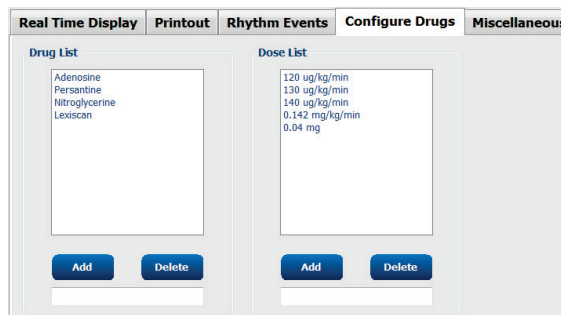 Real Time Display Printout Rhythm Events Configure Drugs Miscellaneous
Drug List
Adenosine
Persantine
Nitroglycerine
Lexiscan
Add Delete
Dose List
120 ug/kg/min
130 ug/kg/min
140 ug/kg/min
0.142 mg/kg/min
0.04 mg
Add Delete